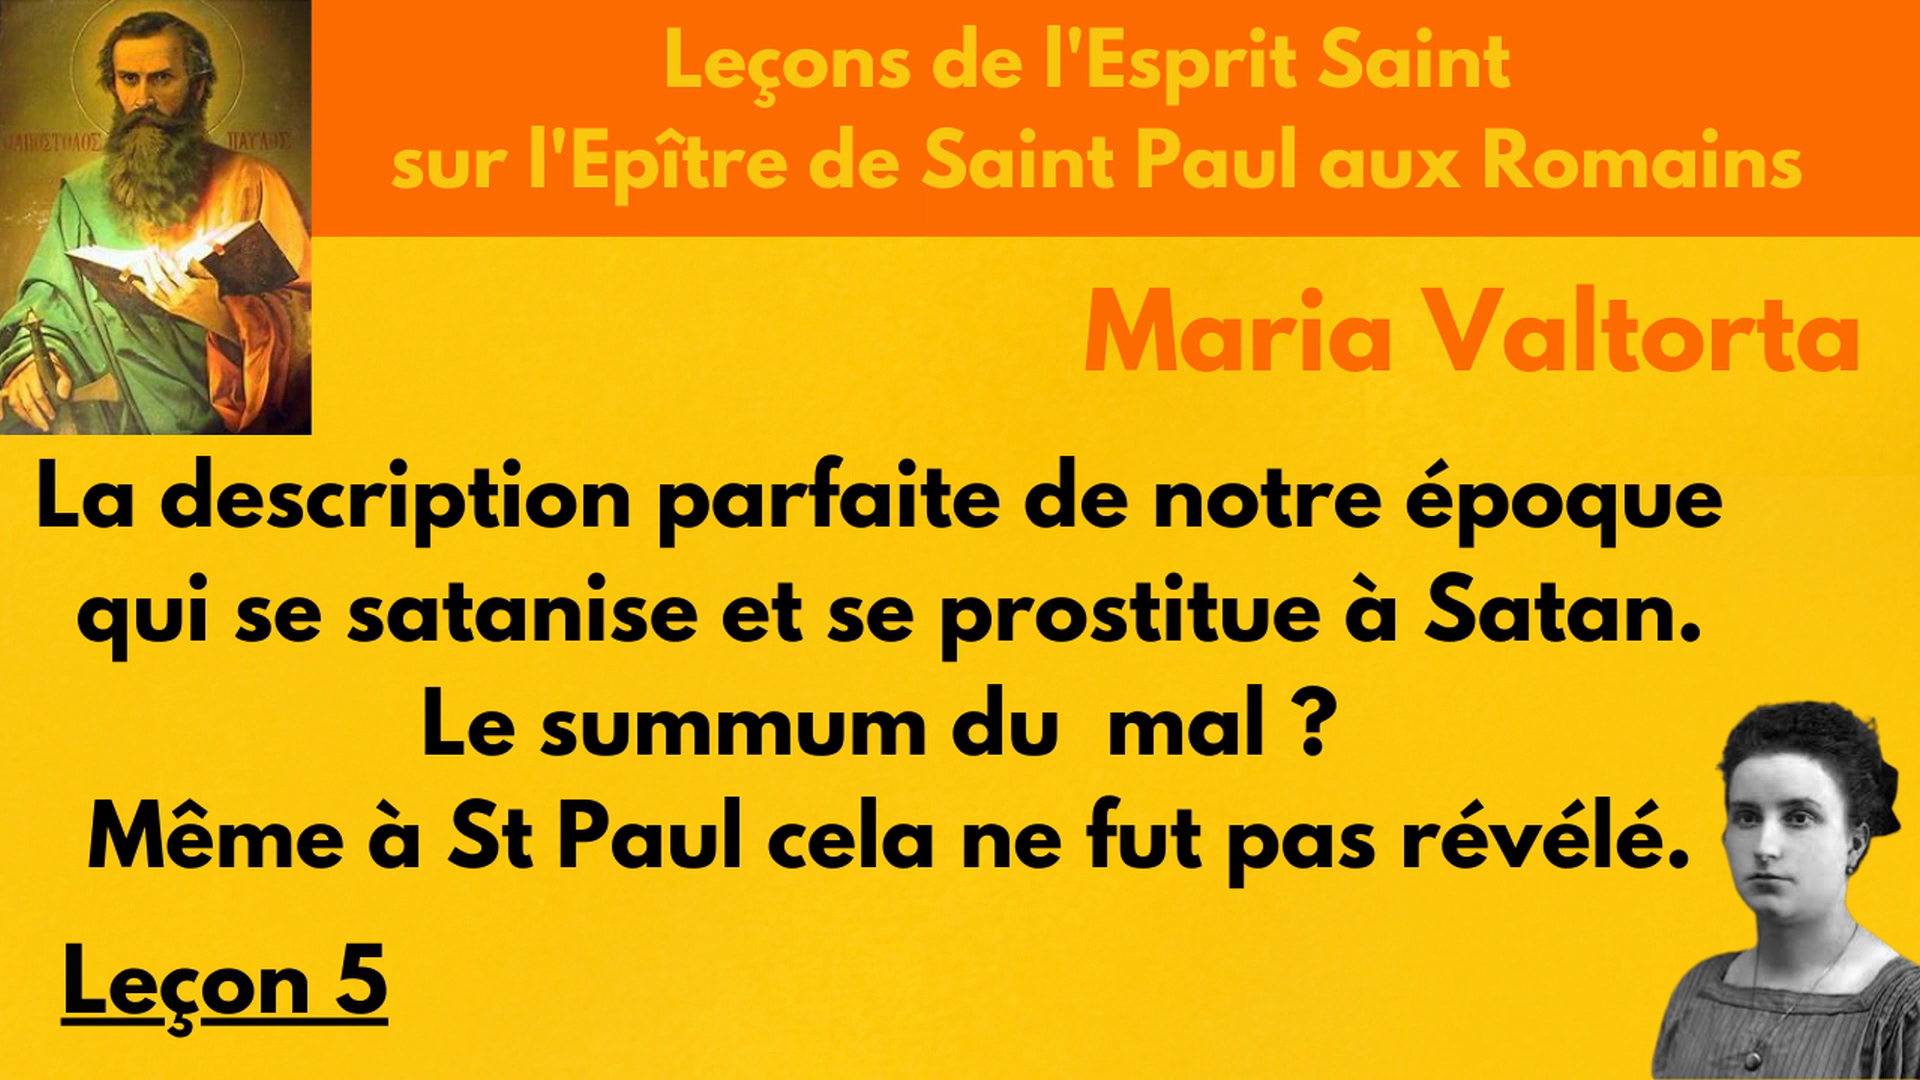 Leçons de l'Esprit Saint
sur l'Epître de Saint Paul aux Romains
ΑΠΟΣΤΟΛΟΣ ΠΑΥΛΟΣ
Maria Valtorta
La description parfaite de notre époque
qui se satanise et se prostitue à Satan.
Le summum du mal ?
Même à St Paul cela ne fut pas révélé.
Leçon 5